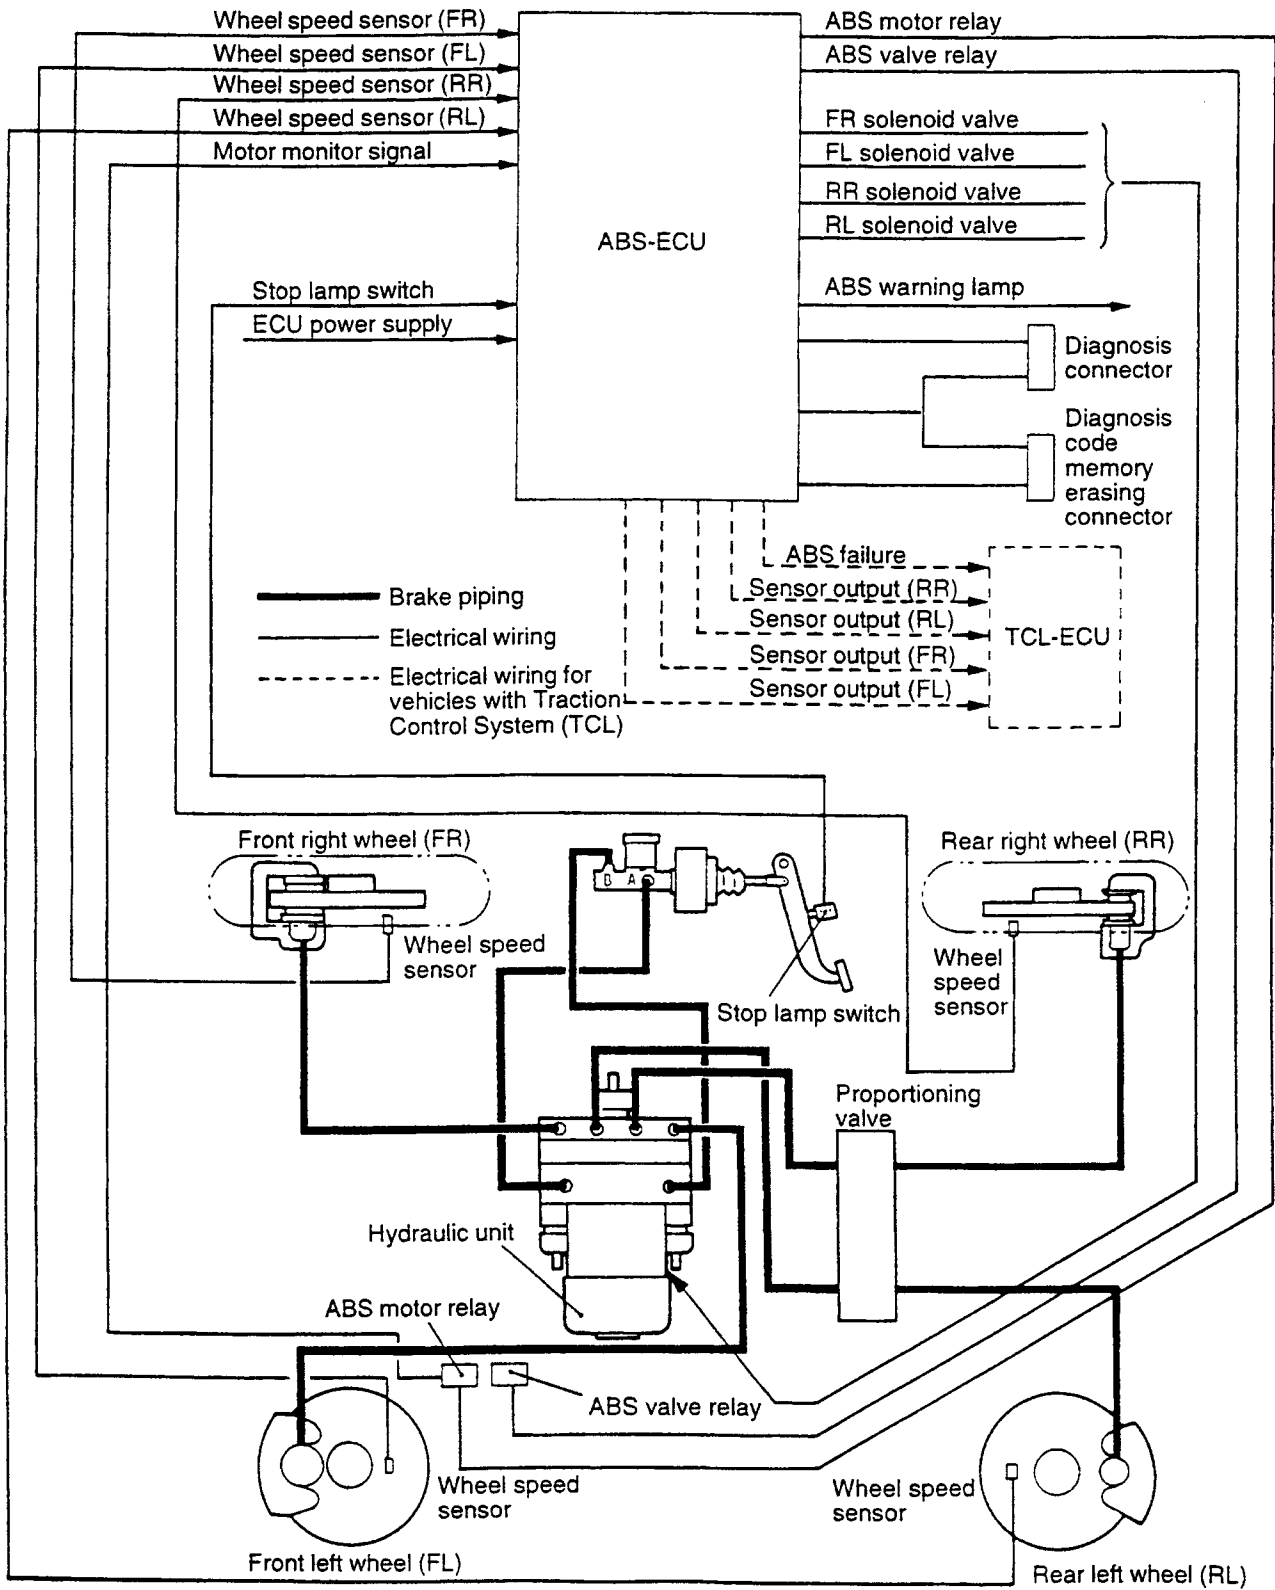 Wheel speed sensor (FR)
Wheel speed sensor (FL)
Wheel speed sensor (RR)
Wheel speed sensor (RL)
Motor monitor signal
Stop lamp switch
ECU power supply
ABS-ECU
ABS motor relay
ABS valve relay
FR solenoid valve
FL solenoid valve
RR solenoid valve
RL solenoid valve
ABS warning lamp
Diagnosis
connector
Diagnosis
code
memory
erasing
connector
ABS failure
Sensor output (RR)
Sensor output (RL)
Sensor output (FR)
Sensor output (FL)
TCL-ECU
Brake piping
Electrical wiring
Electrical wiring for
vehicles with Traction
Control System (TCL)
Front right wheel (FR)
Wheel speed
sensor
B A
Stop lamp switch
Rear right wheel (RR)
Wheel
speed
sensor
Proportioning
valve
Hydraulic unit
ABS motor relay
ABS valve relay
Wheel speed
sensor
Front left wheel (FL)
Wheel speed
sensor
Rear left wheel (RL)